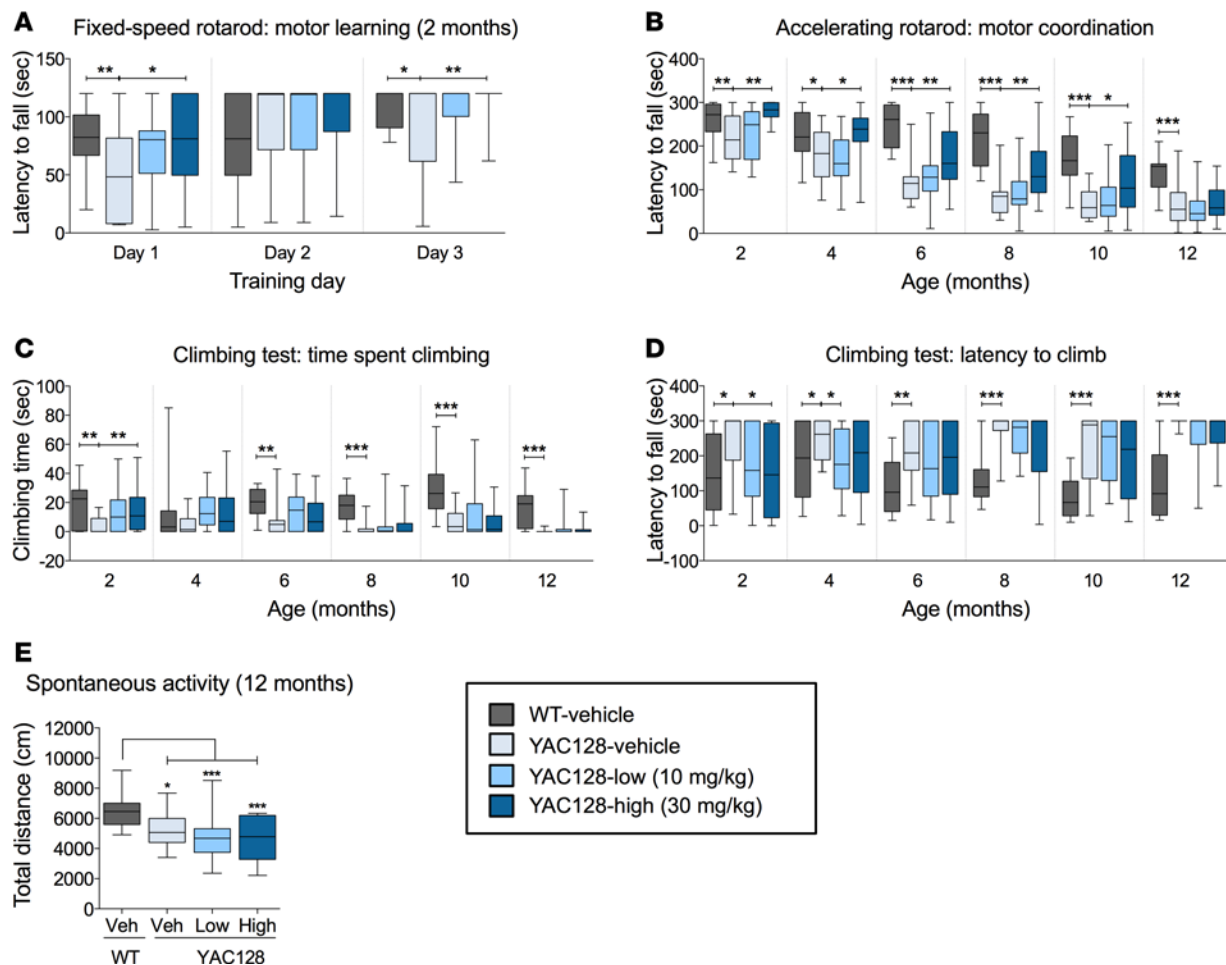 A
Fixed-speed rotarod: motor learning (2 months)
Latency to fall (sec)
150
100
50
0
** * * **
Day 1 Day 2 Day 3
Training day
B
Accelerating rotarod: motor coordination
Latency to fall (sec)
400
300
200
100
0
** ** * * *** ** *** ** *** * ***
2 4 6 8 10 12
Age (months)
C
Climbing test: time spent climbing
Climbing time (sec)
100
80
60
40
20
0
-20
** ** ** *** *** ***
2 4 6 8 10 12
Age (months)
D
Climbing test: latency to climb
Latency to fall (sec)
400
300
200
100
0
-100
* * * * ** *** *** ***
2 4 6 8 10 12
Age (months)
E
Spontaneous activity (12 months)
Total distance (cm)
12000
10000
8000
6000
4000
2000
0
* *** ***
Veh Veh Low High
WT YAC128
WT-vehicle
YAC128-vehicle
YAC128-low (10 mg/kg)
YAC128-high (30 mg/kg)